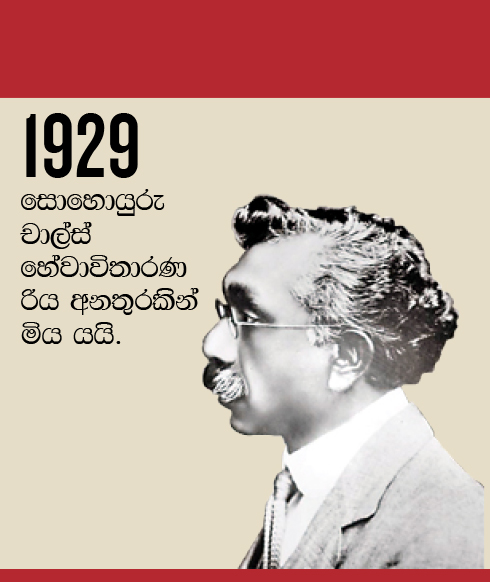 1929
සොහොයුරු
චාල්ස්
හේවාවිතාරණ
රිය අනතුරකින්
මිය යයි.